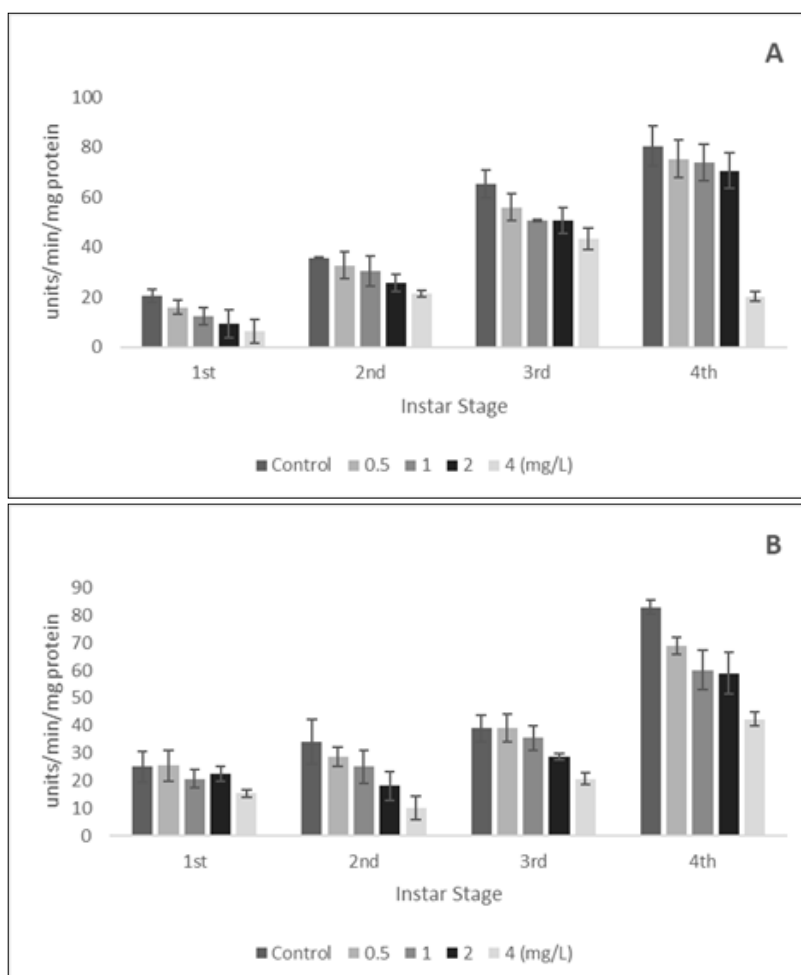 A
100
80
60
40
20
0
units/min/mg protein
1st 2nd 3rd 4th
Instar Stage
Control 0.5 1 2 4 (mg/L)
B
90
80
70
60
50
40
30
20
10
0
units/min/mg protein
1st 2nd 3rd 4th
Instar Stage
Control 0.5 1 2 4 (mg/L)